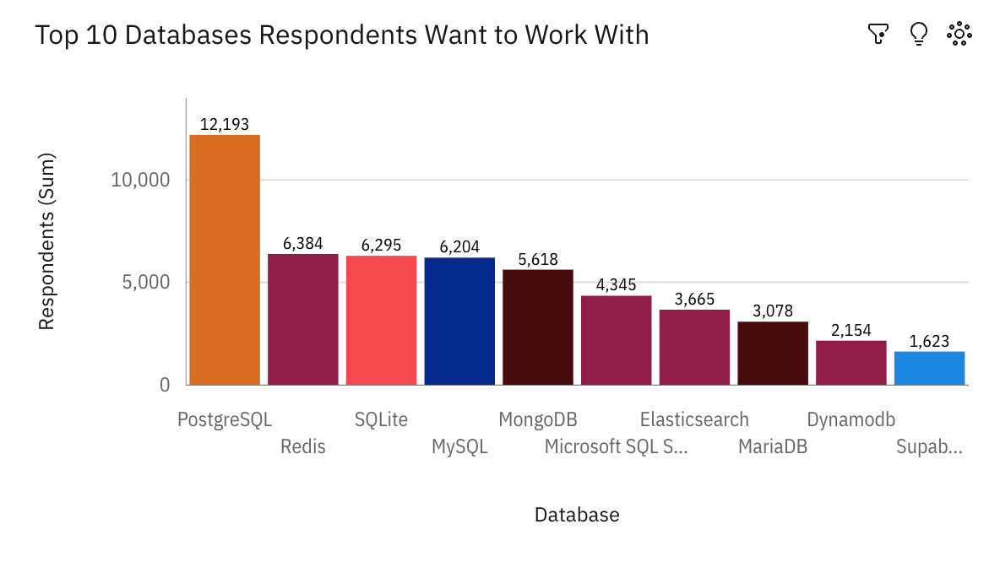 Top 10 Databases Respondents Want to Work With
Respondents (Sum)
10,000
5,000
0
12,193
6,384
6,295
6,204
5,618
4,345
3,665
3,078
2,154
1,623
PostgreSQL
Redis
SQLite
MySQL
MongoDB
Microsoft SQL S...
Elasticsearch
MariaDB
Dynamodb
Supab...
Database